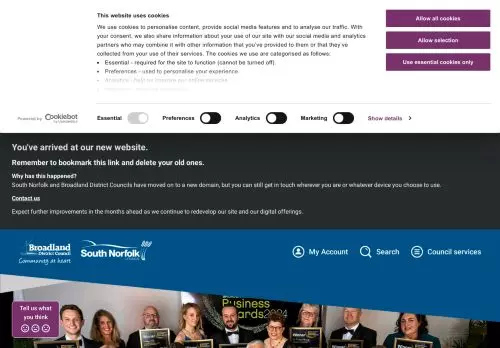 This website uses cookies
We use cookies to personalise content, provide social media features and to analyse our traffic. With
your consent, we also share information about your use of our site with our social media and analytics
partners who may combine it with other information that you've provided to them or that they've
collected from your use of their services. The cookies we use are categorised as follows:
• Essential - required for the site to function (cannot be turned off).
• Preferences - used to personalise your experience.
Allow all cookies
Allow selection
Use essential cookies only
Powered by Cookiebot
Essential
Preferences
Analytics
Marketing
Show details
You've arrived at our new website.
Remember to bookmark this link and delete your old ones.
Why has this happened?
South Norfolk and Broadland District Councils have moved on to a new domain, but you can still get in touch wherever you are or whatever device you choose to use.
Contact us
Expect further improvements in the months ahead as we continue to redevelop our site and our digital offerings.
Broadland
District Council
Community at heart
South Norfolk
My Account
Search
Council services
Tell us what
you think
Business
Awards 2024
Winner
Winner